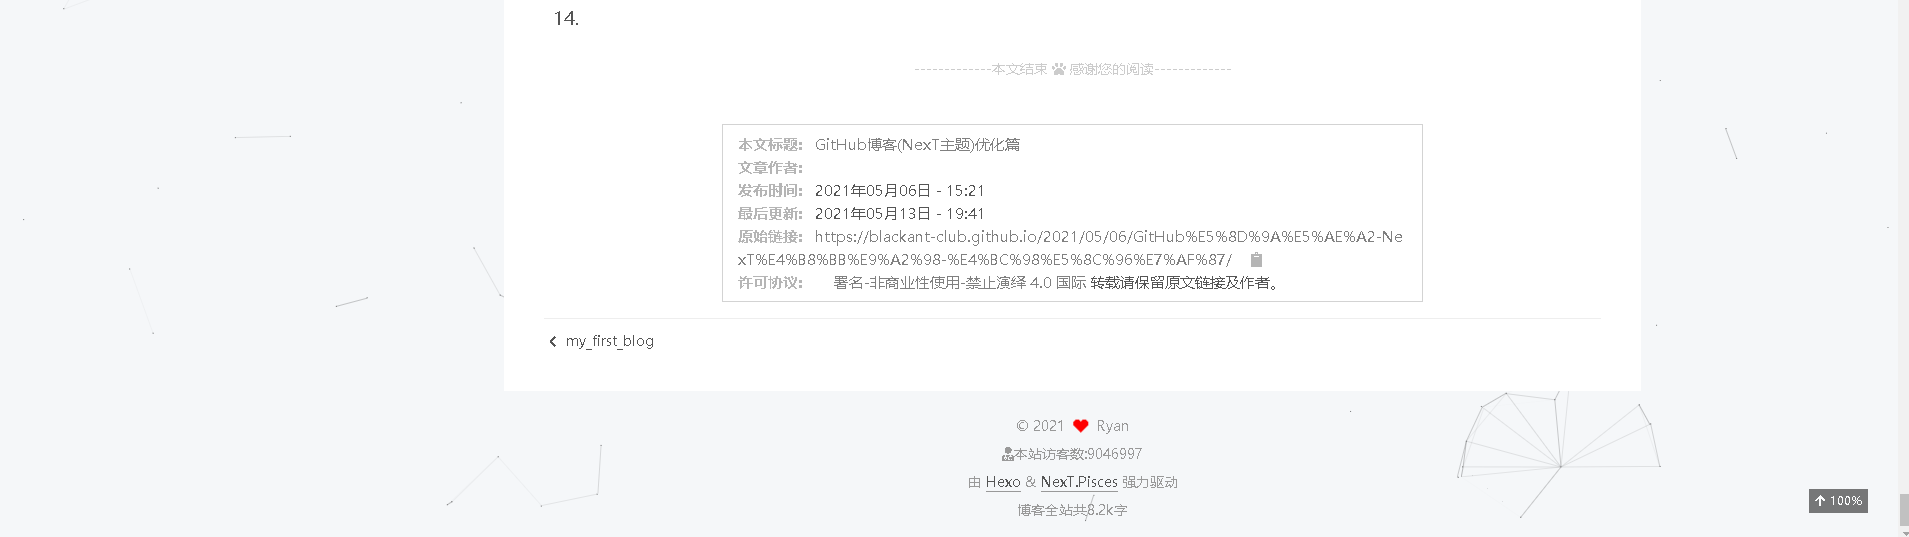 14.
-------------本文结束 感谢您的阅读-------------
本文标题: GitHub博客(NexT主题)优化篇
文章作者:
发布时间: 2021年05月06日 - 15:21
最后更新: 2021年05月13日 - 19:41
原始链接: https://blackant-club.github.io/2021/05/06/GitHub%E5%8D%9A%E5%AE%A2-Ne
xT%E4%B8%BB%E9%A2%98-%E4%BC%98%E5%8C%96%E7%AF%87/
许可协议: 署名-非商业性使用-禁止演绎 4.0 国际 转载请保留原文链接及作者。
my_first_blog
© 2021 Ryan
本站访客数:9046997
由 Hexo & NexT.Pisces 强力驱动
博客全站共8.2k字
100%